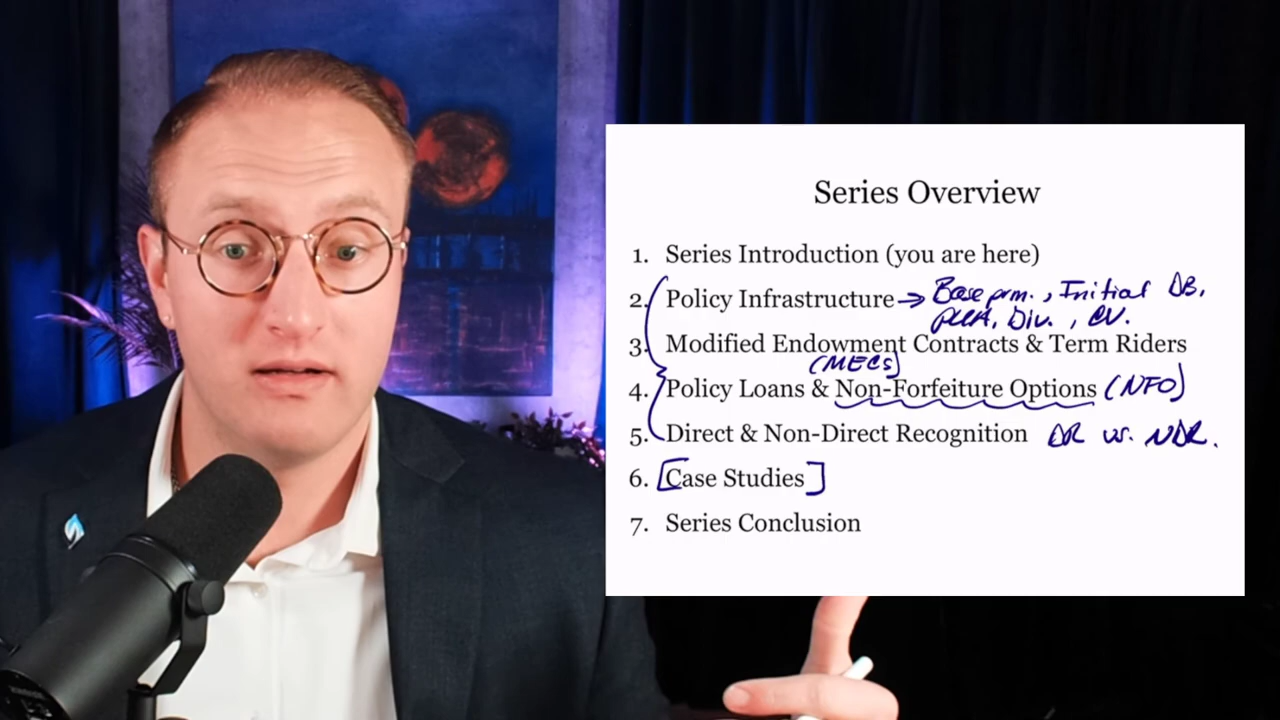 Series Overview
1. Series Introduction (you are here)
2. Policy Infrastructure → Base prm., Initial DB,
PUA, Div., CV.
3. Modified Endowment Contracts & Term Riders
(MECs)
4. Policy Loans & Non-Forfeiture Options (NFO)
5. Direct & Non-Direct Recognition DR vs. NDR.
6. [Case Studies]
7. Series Conclusion